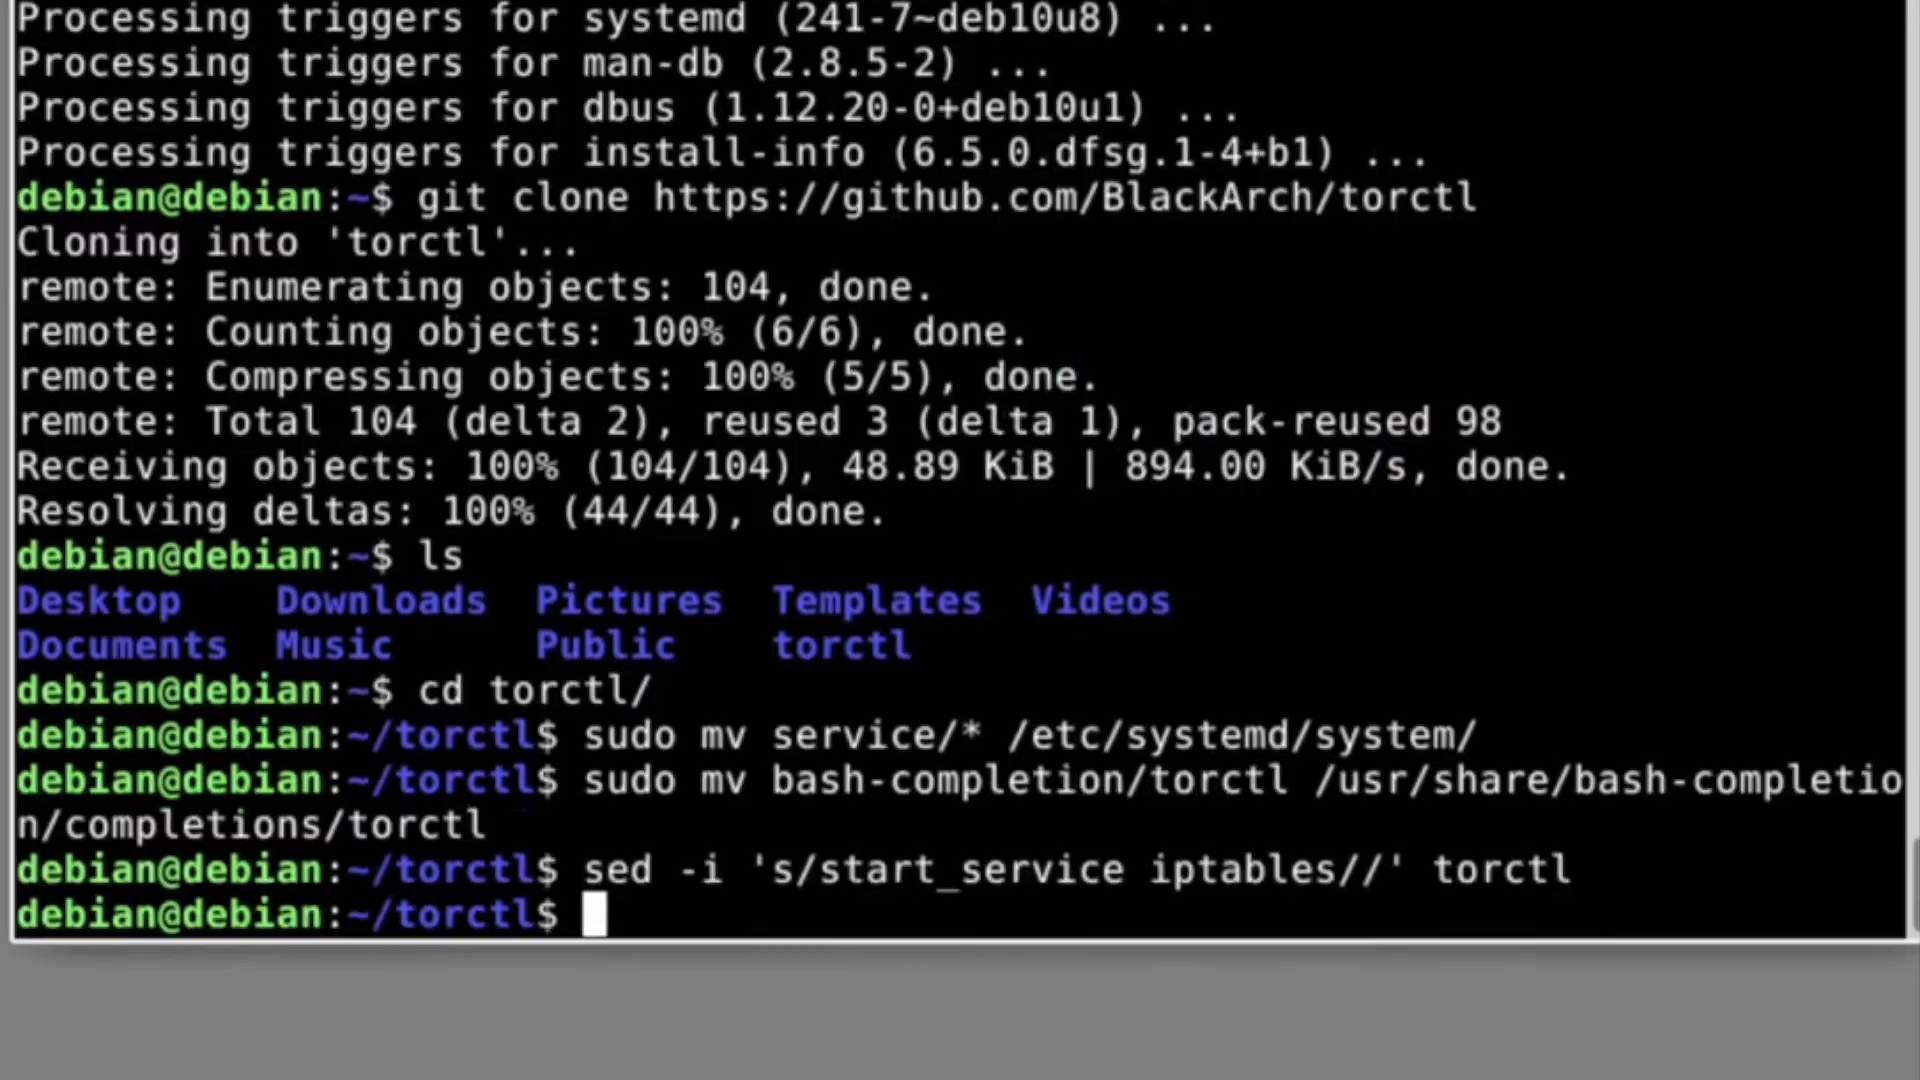 Processing triggers for systemd (241-7~deb10u8) ...
Processing triggers for man-db (2.8.5-2) ...
Processing triggers for dbus (1.12.20-0+deb10u1) ...
Processing triggers for install-info (6.5.0.dfsg.1-4+b1) ...
debian@debian:~$ git clone https://github.com/BlackArch/torctl
Cloning into 'torctl'...
remote: Enumerating objects: 104, done.
remote: Counting objects: 100% (6/6), done.
remote: Compressing objects: 100% (5/5), done.
remote: Total 104 (delta 2), reused 3 (delta 1), pack-reused 98
Receiving objects: 100% (104/104), 48.89 KiB | 894.00 KiB/s, done.
Resolving deltas: 100% (44/44), done.
debian@debian:~$ ls
Desktop    Downloads  Pictures  Templates  Videos
Documents  Music      Public    torctl
debian@debian:~$ cd torctl/
debian@debian:~/torctl$ sudo mv service/* /etc/systemd/system/
debian@debian:~/torctl$ sudo mv bash-completion/torctl /usr/share/bash-completio
n/completions/torctl
debian@debian:~/torctl$ sed -i 's/start_service iptables//' torctl
debian@debian:~/torctl$